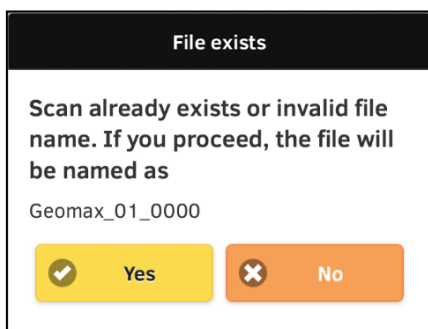 File exists
Scan already exists or invalid file
name. If you proceed, the file will
be named as
Geomax_01_0000
Yes
No